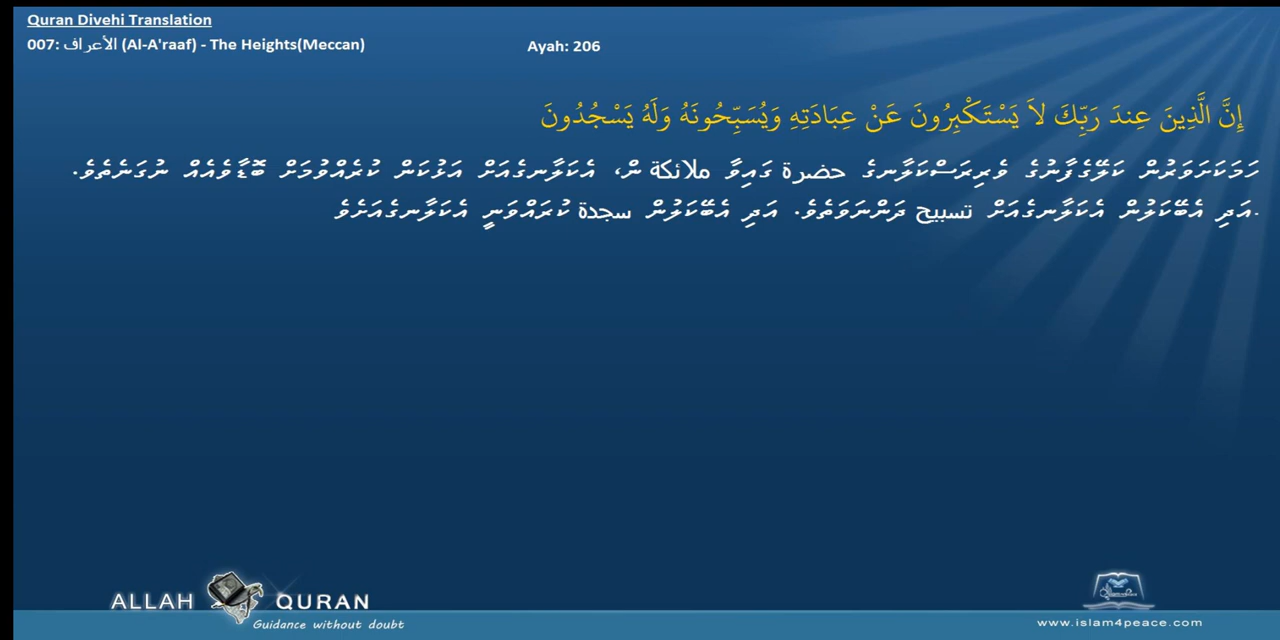 Quran Divehi Translation
007: الأعراف (Al-A'raaf) - The Heights(Meccan)
Ayah: 206
إِنَّ الَّذِينَ عِندَ رَبِّكَ لاَ يَسْتَكْبِرُونَ عَنْ عِبَادَتِهِ وَيُسَبِّحُونَهُ وَلَهُ يَسْجُدُونَ
ހަމަކަށަވަރުން ކަލޭގެފާނުގެ ވެރިރަސްކަލާނގެ حضرة ގައިވާ ملائكة ން، އެކަލާނގެއަށް އަޅުކަން ކުރެއްވުމަށް ބޮޑާވެއެއް ނުގަނެތެވެ.
.އަދި އެބޭކަލުން އެކަލާނގެއަށް تسبيح ދަންނަވަތެވެ. އަދި އެބޭކަލުން سجدة ކުރައްވަނީ އެކަލާނގެއަށެވެ
ALLAH QURAN
Guidance without doubt
www.islam4peace.com